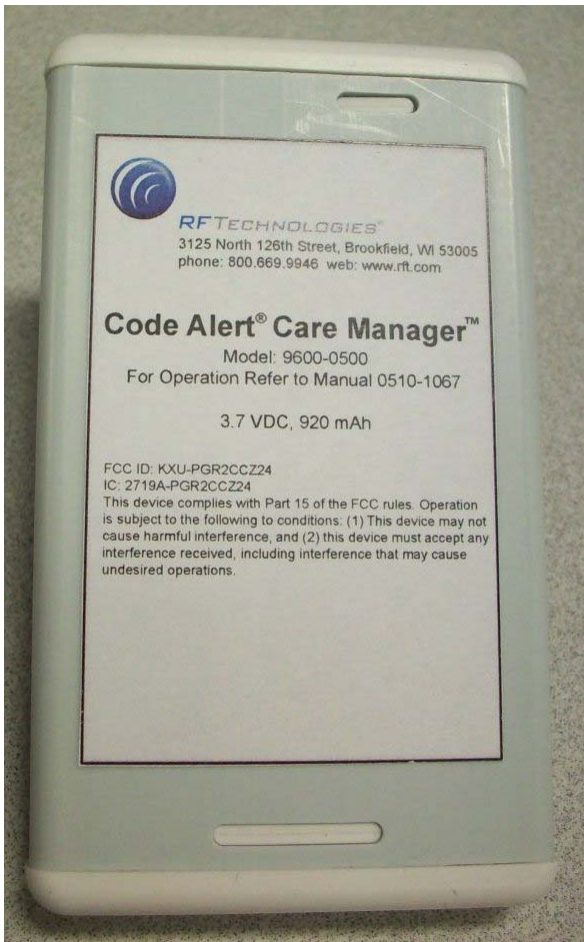 RF TECHNOLOGIES®
3125 North 126th Street, Brookfield, WI 53005
phone: 800.669.9946 web: www.rft.com
Code Alert® Care Manager™
Model: 9600-0500
For Operation Refer to Manual 0510-1067
3.7 VDC, 920 mAh
FCC ID: KXU-PGR2CCZ24
IC: 2719A-PGR2CCZ24
This device complies with Part 15 of the FCC rules. Operation
is subject to the following to conditions: (1) This device may not
cause harmful interference, and (2) this device must accept any
interference received, including interference that may cause
undesired operations.